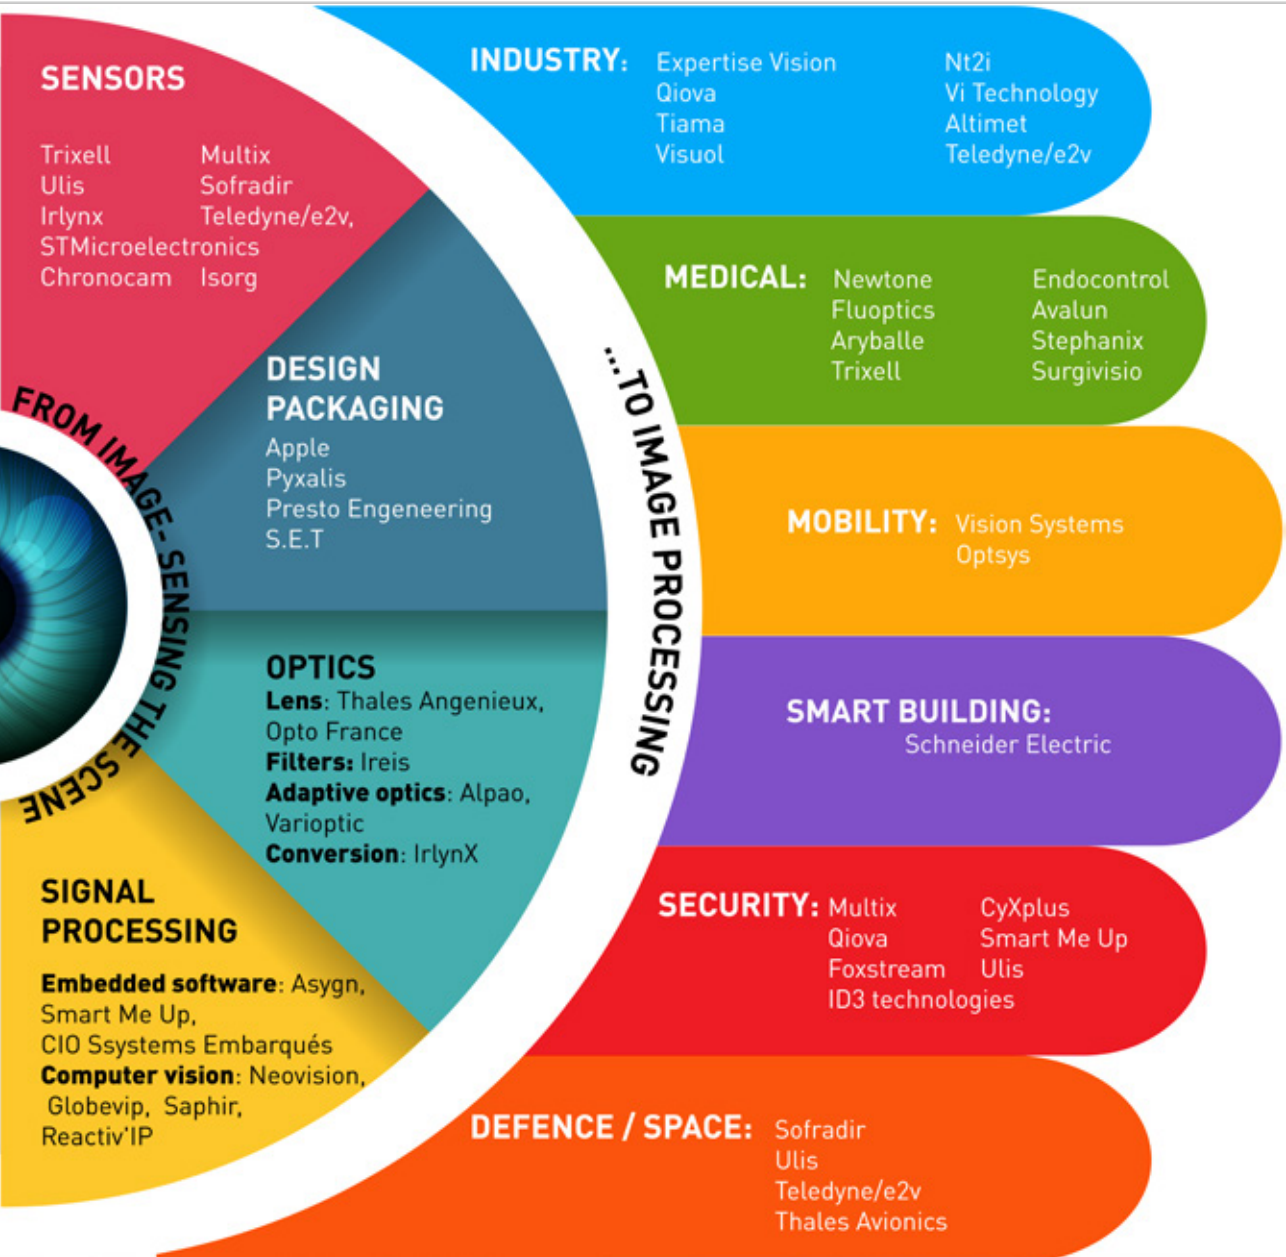 SENSORS
Trixell Multix
Ulis Sofradir
Irlynx Teledyne/e2v,
STMicroelectronics
Chronocam Isorg
DESIGN
PACKAGING
Apple
Pyxalis
Presto Engeneering
S.E.T
OPTICS
Lens: Thales Angenieux,
Opto France
Filters: Ireis
Adaptive optics: Alpao,
Varioptic
Conversion: IrlynX
SIGNAL
PROCESSING
Embedded software: Asygn,
Smart Me Up,
CIO Ssystems Embarqués
Computer vision: Neovision,
Globevip, Saphir,
Reactiv'IP
FROM IMAGE- SENSING THE SCENE
...TO IMAGE PROCESSING
INDUSTRY: Expertise Vision Nt2i
Qiova Vi Technology
Tiama Altimet
Visuol Teledyne/e2v
MEDICAL: Newtone Endocontrol
Fluoptics Avalun
Aryballe Stephanix
Trixell Surgivisio
MOBILITY: Vision Systems
Optsys
SMART BUILDING:
Schneider Electric
SECURITY: Multix CyXplus
Qiova Smart Me Up
Foxstream Ulis
ID3 technologies
DEFENCE / SPACE: Sofradir
Ulis
Teledyne/e2v
Thales Avionics